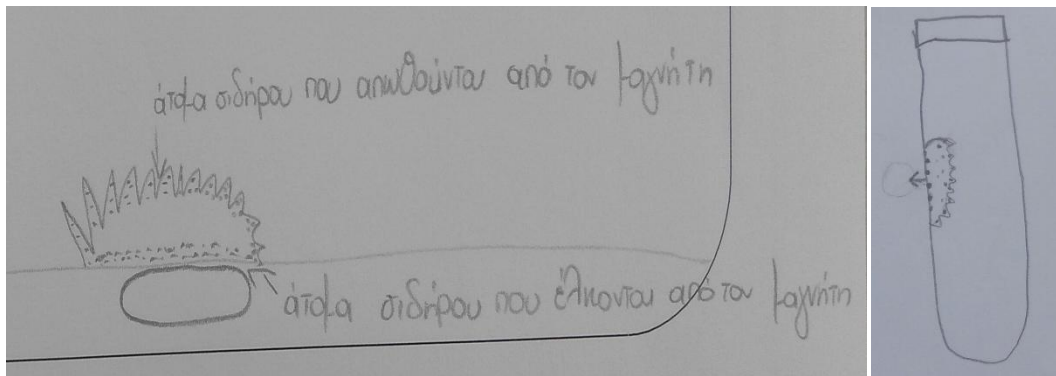 άτομα σιδήρου που απωθούνται από τον μαγνήτη
άτομα σιδήρου που έλκονται από τον μαγνήτη